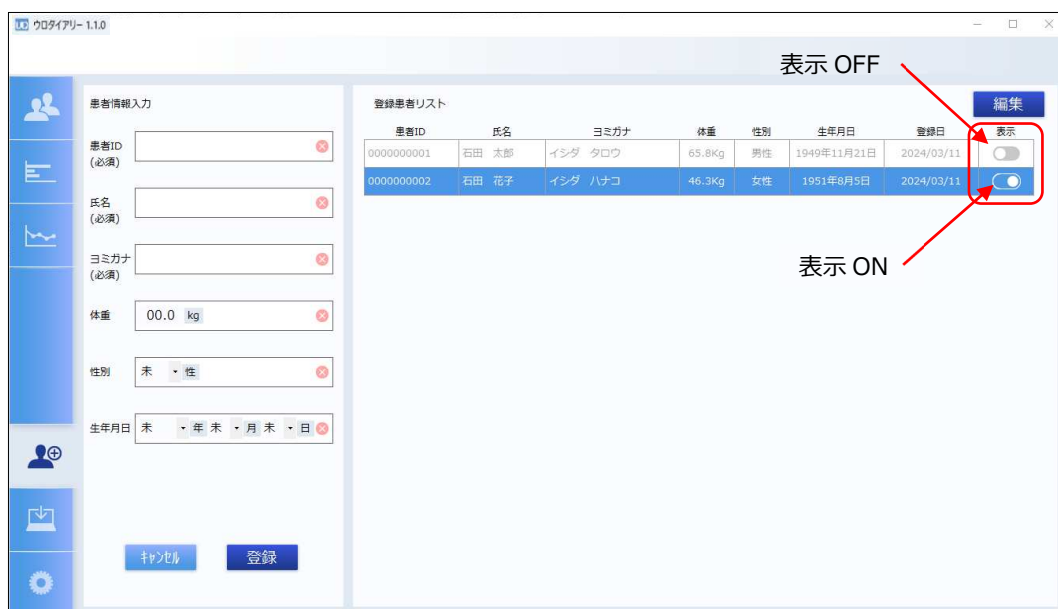 UD ウロダイアリー 1.1.0
表示 OFF
患者情報入力
登録患者リスト
編集
患者ID 氏名 ヨミガナ 体重 性別 生年月日 登録日 表示
0000000001 石田 太郎 イシダ タロウ 65.8Kg 男性 1949年11月21日 2024/03/11
0000000002 石田 花子 イシダ ハナコ 46.3Kg 女性 1951年8月5日 2024/03/11
表示 ON
患者ID
(必須)
氏名
(必須)
ヨミガナ
(必須)
体重 00.0 kg
性別 未 性
生年月日 未 年 未 月 未 日
キャンセル 登録